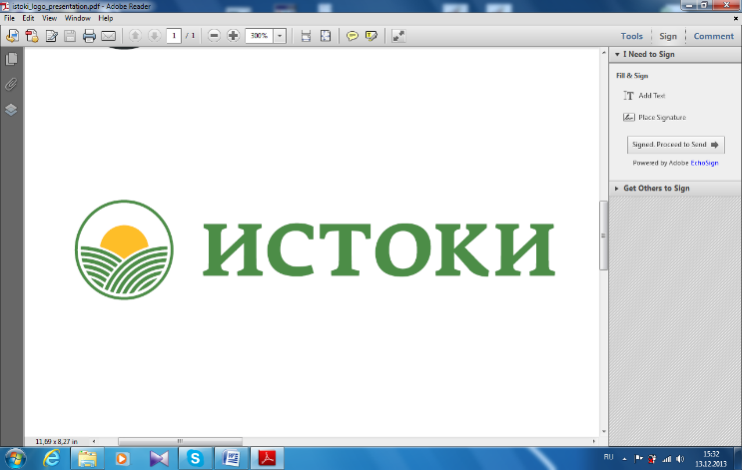 istoki_logo_presentation.pdf - Adobe Reader
File Edit View Window Help
1 / 1 300% Tools Sign Comment
I Need to Sign
Fill & Sign
Add Text
Place Signature
Signed. Proceed to Send
Powered by Adobe EchoSign
Get Others to Sign
ИСТОКИ
11,69 x 8,27 in
RU 15:32
13.12.2013